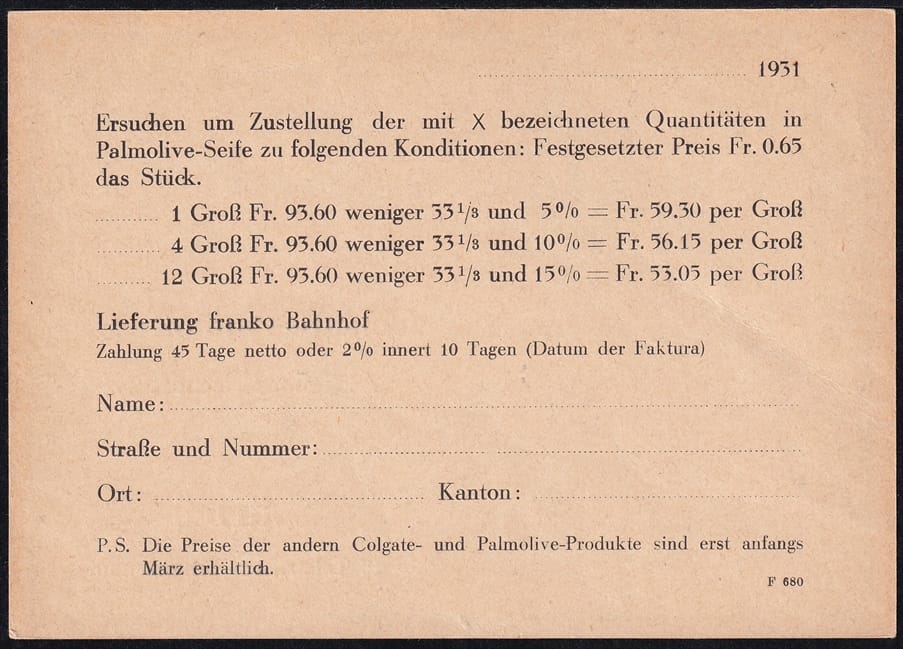 1931
Ersuchen um Zustellung der mit X bezeichneten Quantitäten in
Palmolive-Seife zu folgenden Konditionen: Festgesetzter Preis Fr. 0.65
das Stück.
............ 1 Groß Fr. 93.60 weniger 33 1/3 und 5% = Fr. 59.30 per Groß
............ 4 Groß Fr. 93.60 weniger 33 1/3 und 10% = Fr. 56.15 per Groß
.......... 12 Groß Fr. 93.60 weniger 33 1/3 und 15% = Fr. 53.05 per Groß
Lieferung franko Bahnhof
Zahlung 45 Tage netto oder 2% innert 10 Tagen (Datum der Faktura)
Name:
Straße und Nummer:
Ort: Kanton:
P.S. Die Preise der andern Colgate- und Palmolive-Produkte sind erst anfangs
März erhältlich.
F 680